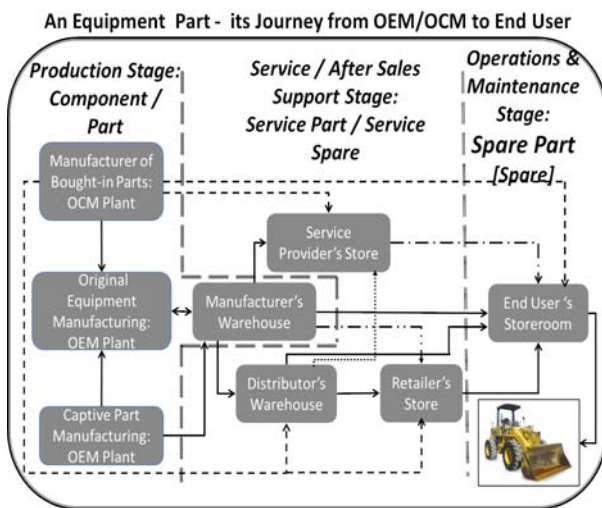 An Equipment Part - its Journey from OEM/OCM to End User
Production Stage:
Component /
Part
Service / After Sales
Support Stage:
Service Part / Service
Spare
Operations &
Maintenance
Stage:
Spare Part
[Spare]
Manufacturer of
Bought-in Parts:
OCM Plant
Service
Provider's Store
Original
Equipment
Manufacturing:
OEM Plant
Manufacturer's
Warehouse
End User's
Storeroom
Distributor's
Warehouse
Retailer's
Store
Captive Part
Manufacturing:
OEM Plant